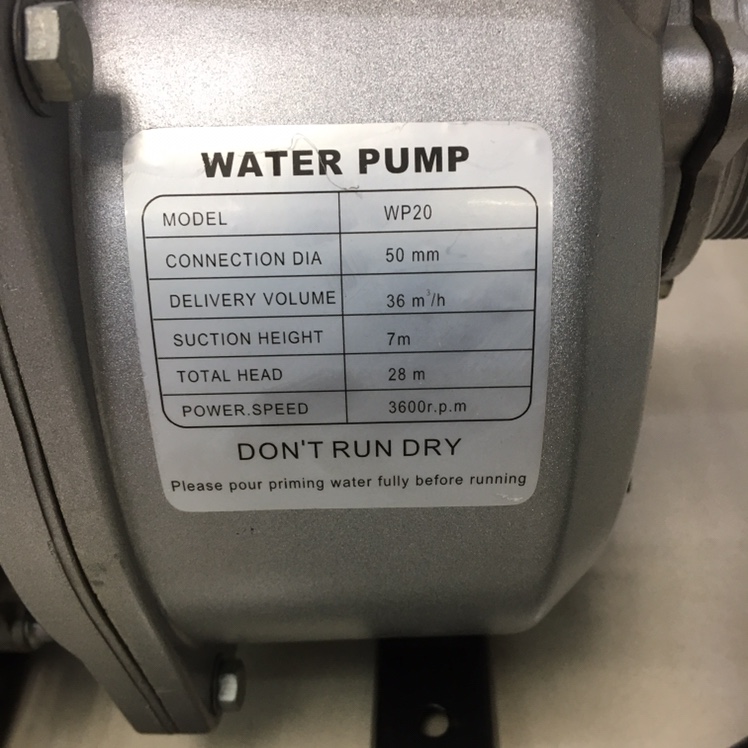 WATER PUMP
MODEL WP20
CONNECTION DIA 50 mm
DELIVERY VOLUME 36 m³/h
SUCTION HEIGHT 7m
TOTAL HEAD 28 m
POWER.SPEED 3600r.p.m
DON'T RUN DRY
Please pour priming water fully before running